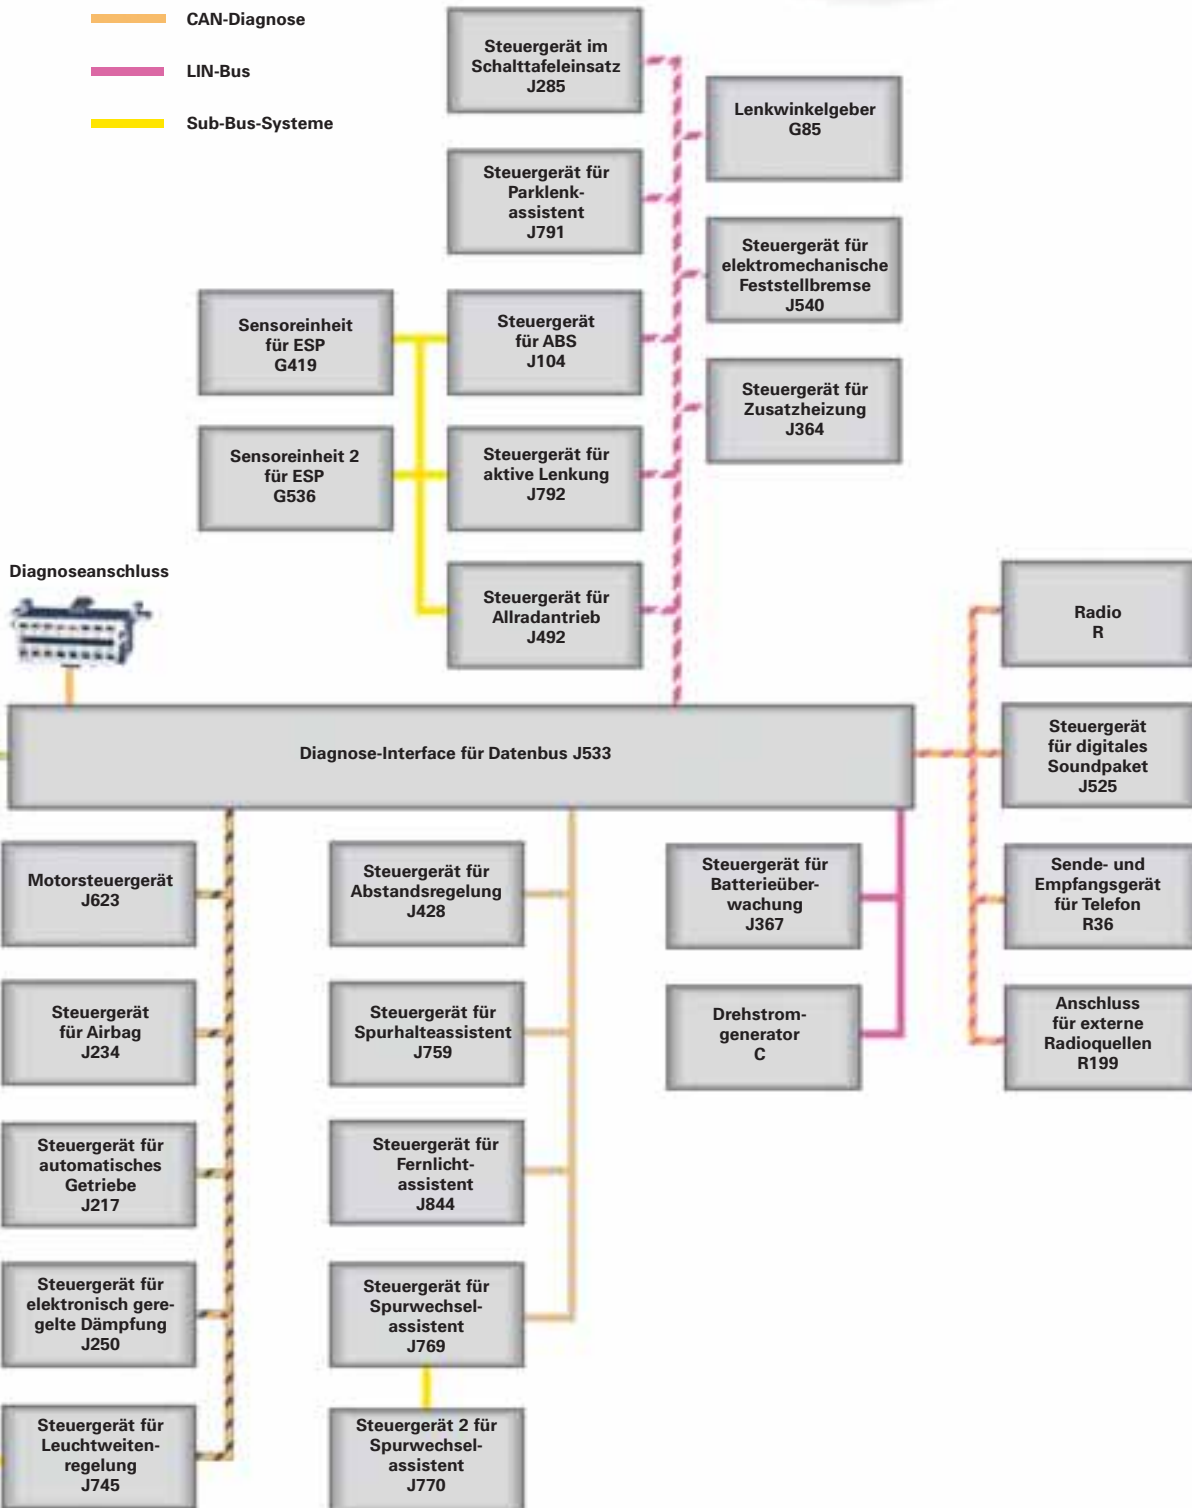 CAN-Diagnose
LIN-Bus
Sub-Bus-Systeme
Steuergerät im
Schalttafeleinsatz
J285
Lenkwinkelgeber
G85
Steuergerät für
Parklenk-
assistent
J791
Steuergerät für
elektromechanische
Feststellbremse
J540
Sensoreinheit
für ESP
G419
Steuergerät
für ABS
J104
Steuergerät für
Zusatzheizung
J364
Sensoreinheit 2
für ESP
G536
Steuergerät für
aktive Lenkung
J792
Diagnoseanschluss
Steuergerät für
Allradantrieb
J492
Radio
R
Diagnose-Interface für Datenbus J533
Steuergerät
für digitales
Soundpaket
J525
Motorsteuergerät
J623
Steuergerät für
Abstandsregelung
J428
Steuergerät für
Batterieüber-
wachung
J367
Sende- und
Empfangsgerät
für Telefon
R36
Steuergerät
für Airbag
J234
Steuergerät für
Spurhalteassistent
J759
Drehstrom-
generator
C
Anschluss
für externe
Radioquellen
R199
Steuergerät für
automatisches
Getriebe
J217
Steuergerät für
Fernlicht-
assistent
J844
Steuergerät für
elektronisch gere-
gelte Dämpfung
J250
Steuergerät für
Spurwechsel-
assistent
J769
Steuergerät für
Leuchtweiten-
regelung
J745
Steuergerät 2 für
Spurwechsel-
assistent
J770